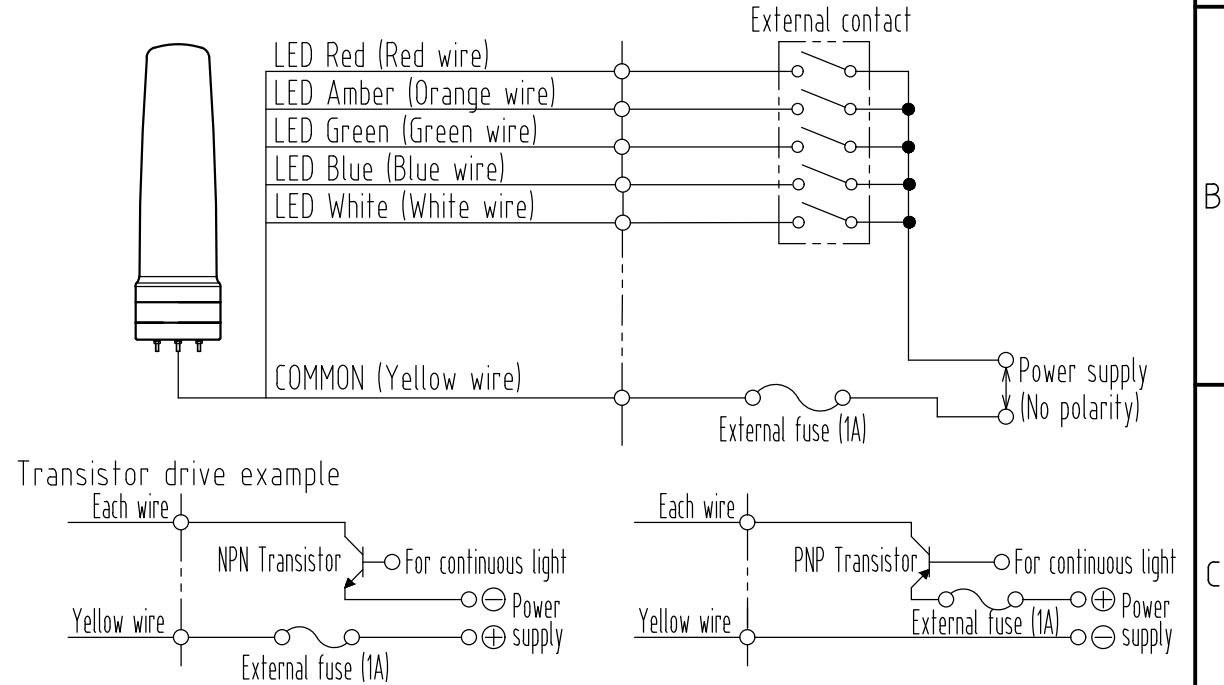 External contact
LED Red (Red wire)
LED Amber (Orange wire)
LED Green (Green wire)
LED Blue (Blue wire)
LED White (White wire)
B
COMMON (Yellow wire)
Power supply
(No polarity)
External fuse (1A)
Transistor drive example
Each wire
NPN Transistor
For continuous light
⊖ Power
Yellow wire
⊕ supply
External fuse (1A)
Each wire
PNP Transistor
For continuous light
⊕ Power
External fuse (1A)
Yellow wire
⊖ supply
C